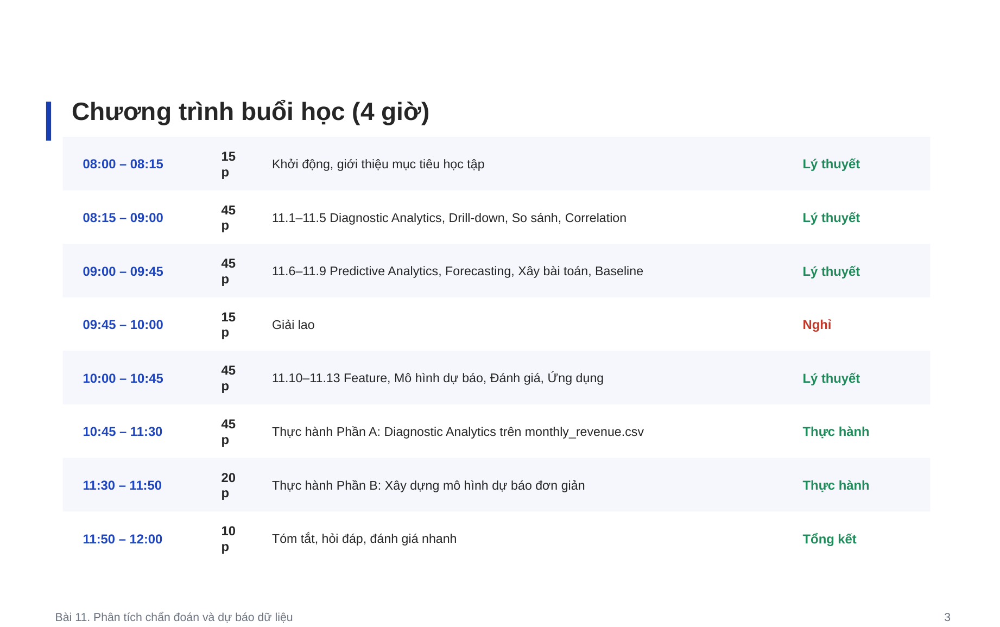 Chương trình buổi học (4 giờ)
08:00 – 08:15 15 p Khởi động, giới thiệu mục tiêu học tập Lý thuyết
08:15 – 09:00 45 p 11.1–11.5 Diagnostic Analytics, Drill-down, So sánh, Correlation Lý thuyết
09:00 – 09:45 45 p 11.6–11.9 Predictive Analytics, Forecasting, Xây bài toán, Baseline Lý thuyết
09:45 – 10:00 15 p Giải lao Nghỉ
10:00 – 10:45 45 p 11.10–11.13 Feature, Mô hình dự báo, Đánh giá, Ứng dụng Lý thuyết
10:45 – 11:30 45 p Thực hành Phần A: Diagnostic Analytics trên monthly_revenue.csv Thực hành
11:30 – 11:50 20 p Thực hành Phần B: Xây dựng mô hình dự báo đơn giản Thực hành
11:50 – 12:00 10 p Tóm tắt, hỏi đáp, đánh giá nhanh Tổng kết
Bài 11. Phân tích chẩn đoán và dự báo dữ liệu 3